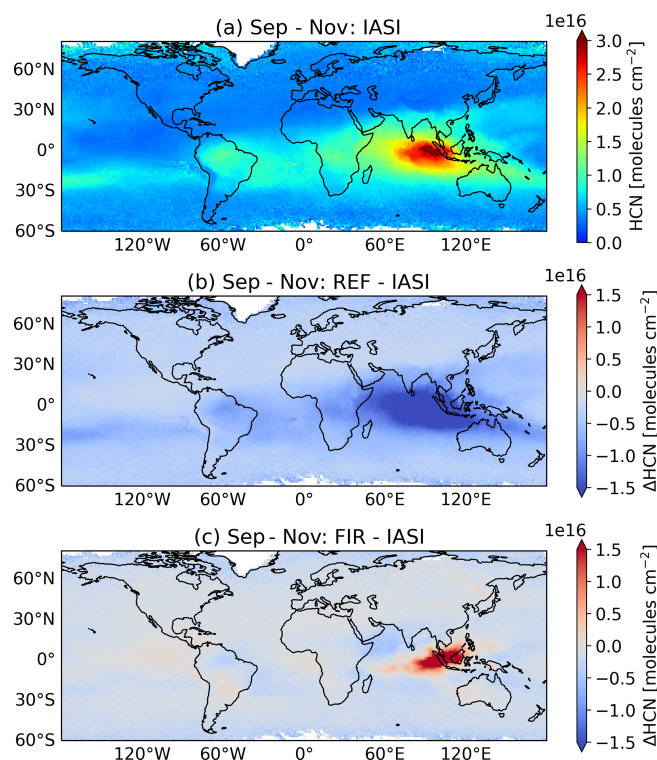 (a) Sep - Nov: IASI
1e16
60°N
30°N
0°
30°S
60°S
120°W 60°W 0° 60°E 120°E
3.0
2.5
2.0
1.5
1.0
0.5
0.0
HCN [molecules cm−2]
(b) Sep - Nov: REF - IASI
1e16
60°N
30°N
0°
30°S
60°S
120°W 60°W 0° 60°E 120°E
1.5
1.0
0.5
0.0
−0.5
−1.0
−1.5
ΔHCN [molecules cm−2]
(c) Sep - Nov: FIR - IASI
1e16
60°N
30°N
0°
30°S
60°S
120°W 60°W 0° 60°E 120°E
1.5
1.0
0.5
0.0
−0.5
−1.0
−1.5
ΔHCN [molecules cm−2]